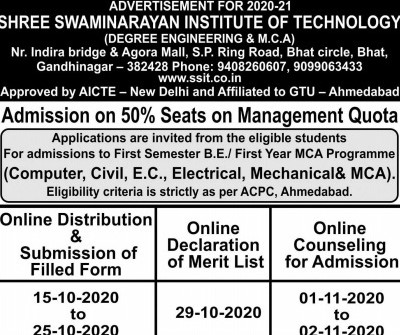 ADVERTISEMENT FOR 2020-21
SHREE SWAMINARAYAN INSTITUTE OF TECHNOLOGY
(DEGREE ENGINEERING & M.C.A)
Nr. Indira bridge & Agora Mall, S.P. Ring Road, Bhat circle, Bhat,
Gandhinagar – 382428 Phone: 9408260607, 9099063433
www.ssit.co.in
Approved by AICTE – New Delhi and Affiliated to GTU – Ahmedabad
Admission on 50% Seats on Management Quota
Applications are invited from the eligible students
For admissions to First Semester B.E./ First Year MCA Programme
(Computer, Civil, E.C., Electrical, Mechanical& MCA).
Eligibility criteria is strictly as per ACPC, Ahmedabad.
Online Distribution
&
Submission of
Filled Form
Online
Declaration
of Merit List
Online
Counseling
for Admission
15-10-2020
to
25-10-2020
29-10-2020
01-11-2020
to
02-11-2020